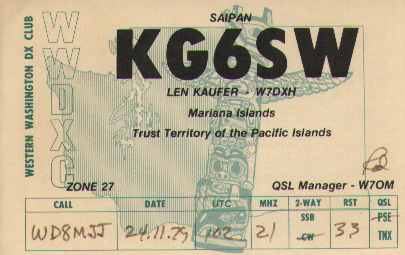 SAIPAN
KG6SW
LEN KAUFER - W7DXH
Mariana Islands
Trust Territory of the Pacific Islands
WESTERN WASHINGTON DX CLUB
WWDXC
ZONE 27
QSL Manager - W7OM
CALL DATE UTC MHZ 2-WAY RST QSL
WD8MJJ 24.11.79 21 SSB CW 33 PSE TNX